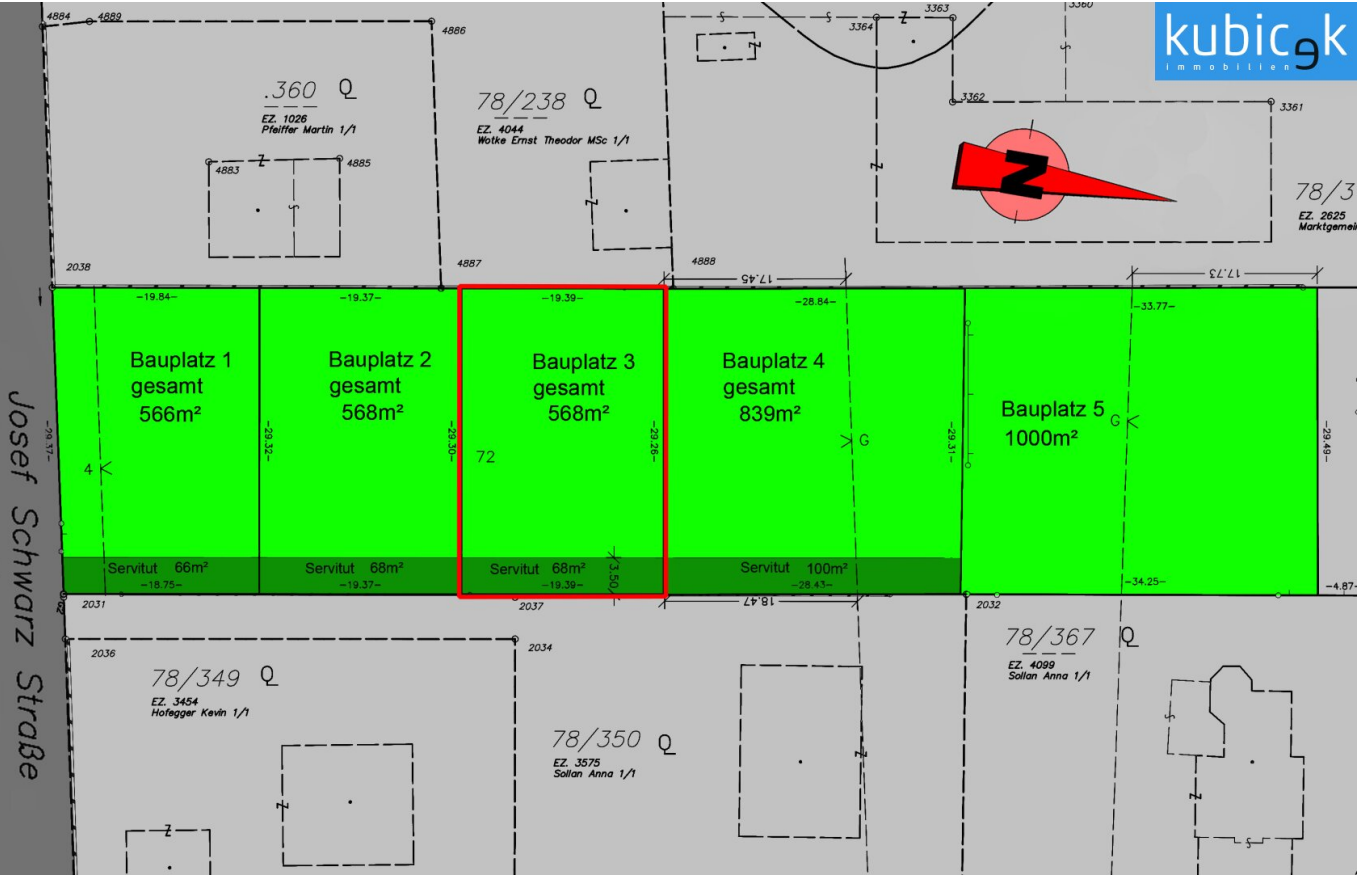 kubicek
immobilien
4884
4889
4886
3364
3363
3360
3362
3361
.360 Q
EZ. 1026
Pfeiffer Martin 1/1
78/238 Q
EZ. 4044
Wotke Ernst Theodor MSc 1/1
4883
4885
N
78/3
EZ. 2625
Marktgemei
2038
4887
4888
17.45
17.73
-19.84-
-19.37-
-19.39-
-28.84-
-33.77-
Bauplatz 1
gesamt
566m²
Bauplatz 2
gesamt
568m²
Bauplatz 3
gesamt
568m²
Bauplatz 4
gesamt
839m²
Bauplatz 5
1000m²
-29.37-
-29.32-
-29.30-
-29.26-
-29.31-
-29.49-
4
72
G
G
Servitut 66m²
-18.75-
Servitut 68m²
-19.37-
Servitut 68m²
-19.39-
3.50
Servitut 100m²
-28.43-
-34.25-
-4.87-
2031
2037
18.47
2032
Josef Schwarz Straße
2036
2034
78/349 Q
EZ. 3454
Hofegger Kevin 1/1
78/350 Q
EZ. 3575
Sollan Anna 1/1
78/367 Q
EZ. 4099
Sollan Anna 1/1